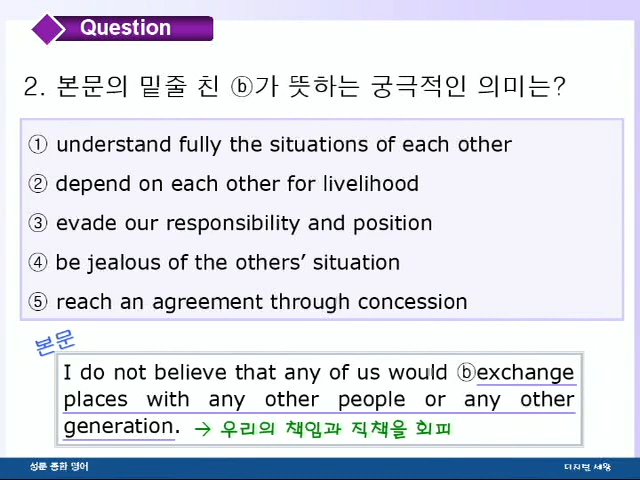 Question
2. 본문의 밑줄 친 ⓑ가 뜻하는 궁극적인 의미는?
① understand fully the situations of each other
② depend on each other for livelihood
③ evade our responsibility and position
④ be jealous of the others’ situation
⑤ reach an agreement through concession
본문
I do not believe that any of us would ⓑexchange
places with any other people or any other
generation. → 우리의 책임과 직책을 회피
성문 종합 영어
디지털 세왕